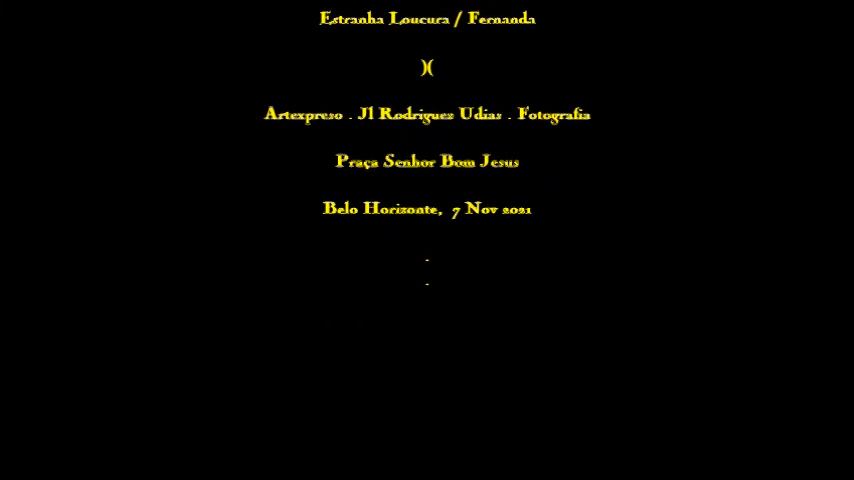 Estranha Loucura / Fernanda
)(
Artexpreso . Jl Rodriguez Udias . Fotografia
Praça Senhor Bom Jesus
Belo Horizonte, 7 Nov 2021
.
.